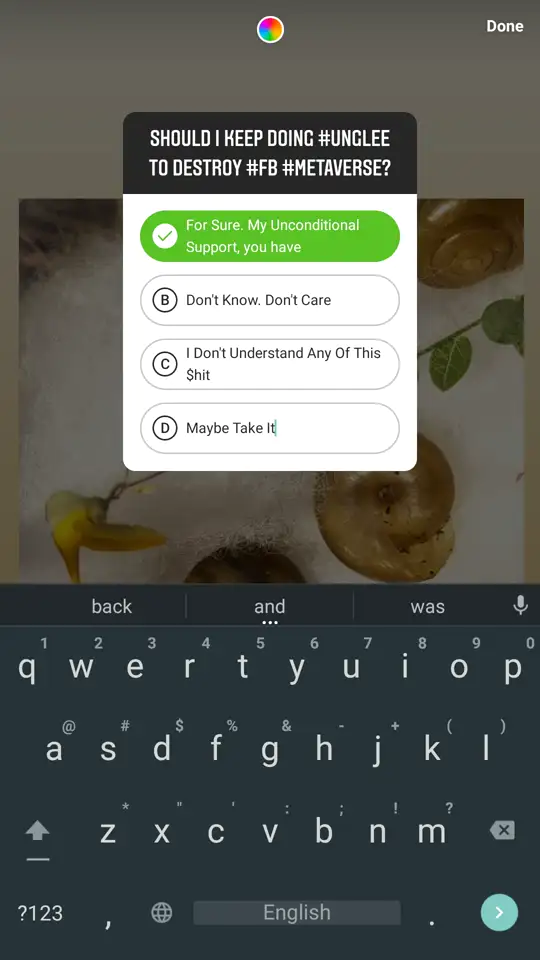 Done
SHOULD I KEEP DOING #UNGLEE
TO DESTROY #FB #METAVERSE?
For Sure. My Unconditional
Support, you have
B Don't Know. Don't Care
C I Don't Understand Any Of This
$hit
D Maybe Take It
back and was
1 2 3 4 5 6 7 8 9 0
q w e r t y u i o p
@ # $ % & - + ( )
a s d f g h j k l
* " ' : ; ! ?
z x c v b n m
?123 , English .